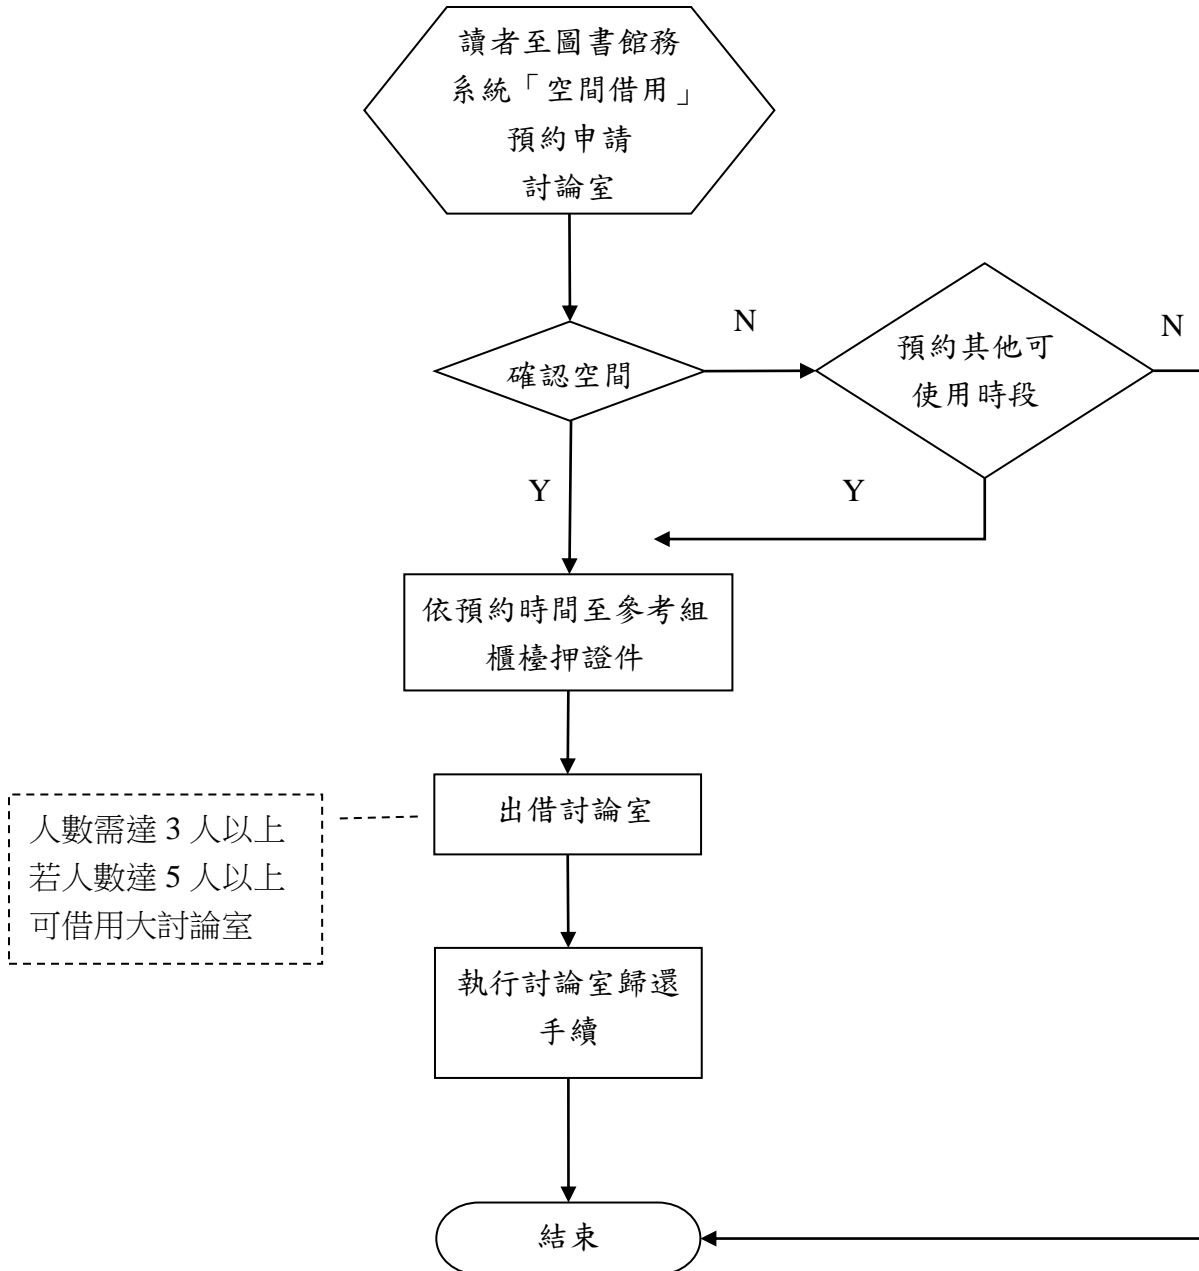 讀者至圖書館務
系統「空間借用」
預約申請
討論室
N
N
確認空間
預約其他可
使用時段
Y
Y
依預約時間至參考組
櫃檯押證件
出借討論室
人數需達 3 人以上
若人數達 5 人以上
可借用大討論室
執行討論室歸還
手續
結束